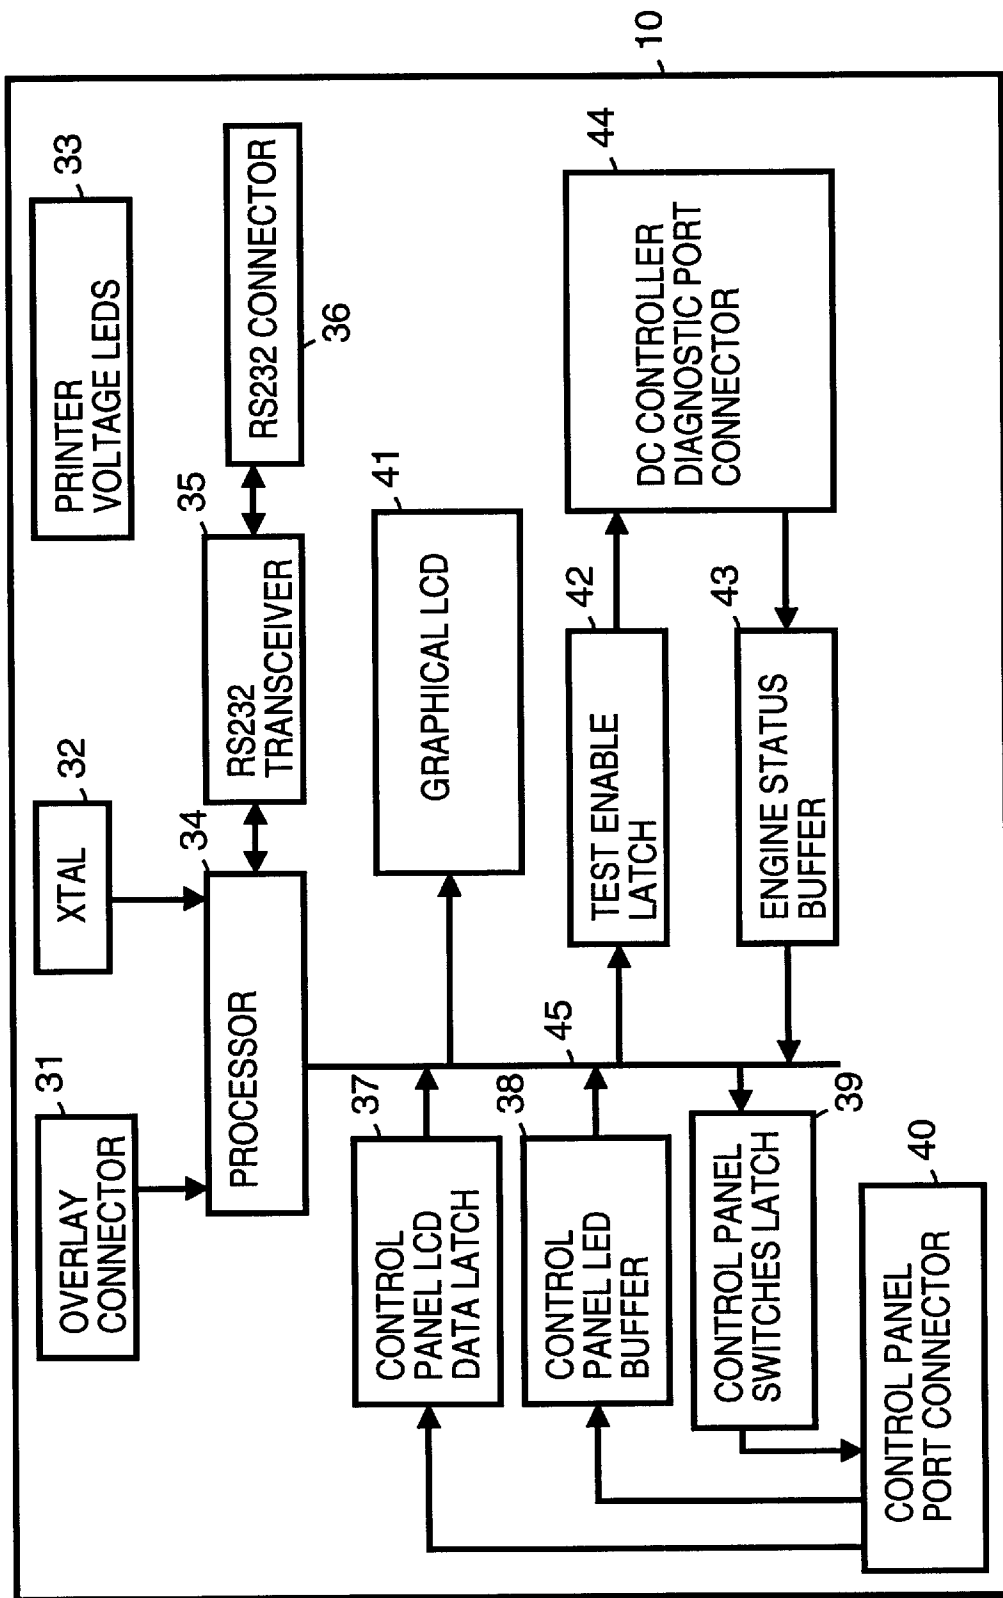 10
OVERLAY
CONNECTOR
31
XTAL
32
PRINTER
VOLTAGE LEDS
33
PROCESSOR
34
RS232
TRANSCEIVER
35
RS232 CONNECTOR
36
CONTROL
PANEL LCD
DATA LATCH
37
GRAPHICAL LCD
41
CONTROL
PANEL LED
BUFFER
38
45
TEST ENABLE
LATCH
42
DC CONTROLLER
DIAGNOSTIC PORT
CONNECTOR
44
CONTROL PANEL
SWITCHES LATCH
39
ENGINE STATUS
BUFFER
43
CONTROL PANEL
PORT CONNECTOR
40